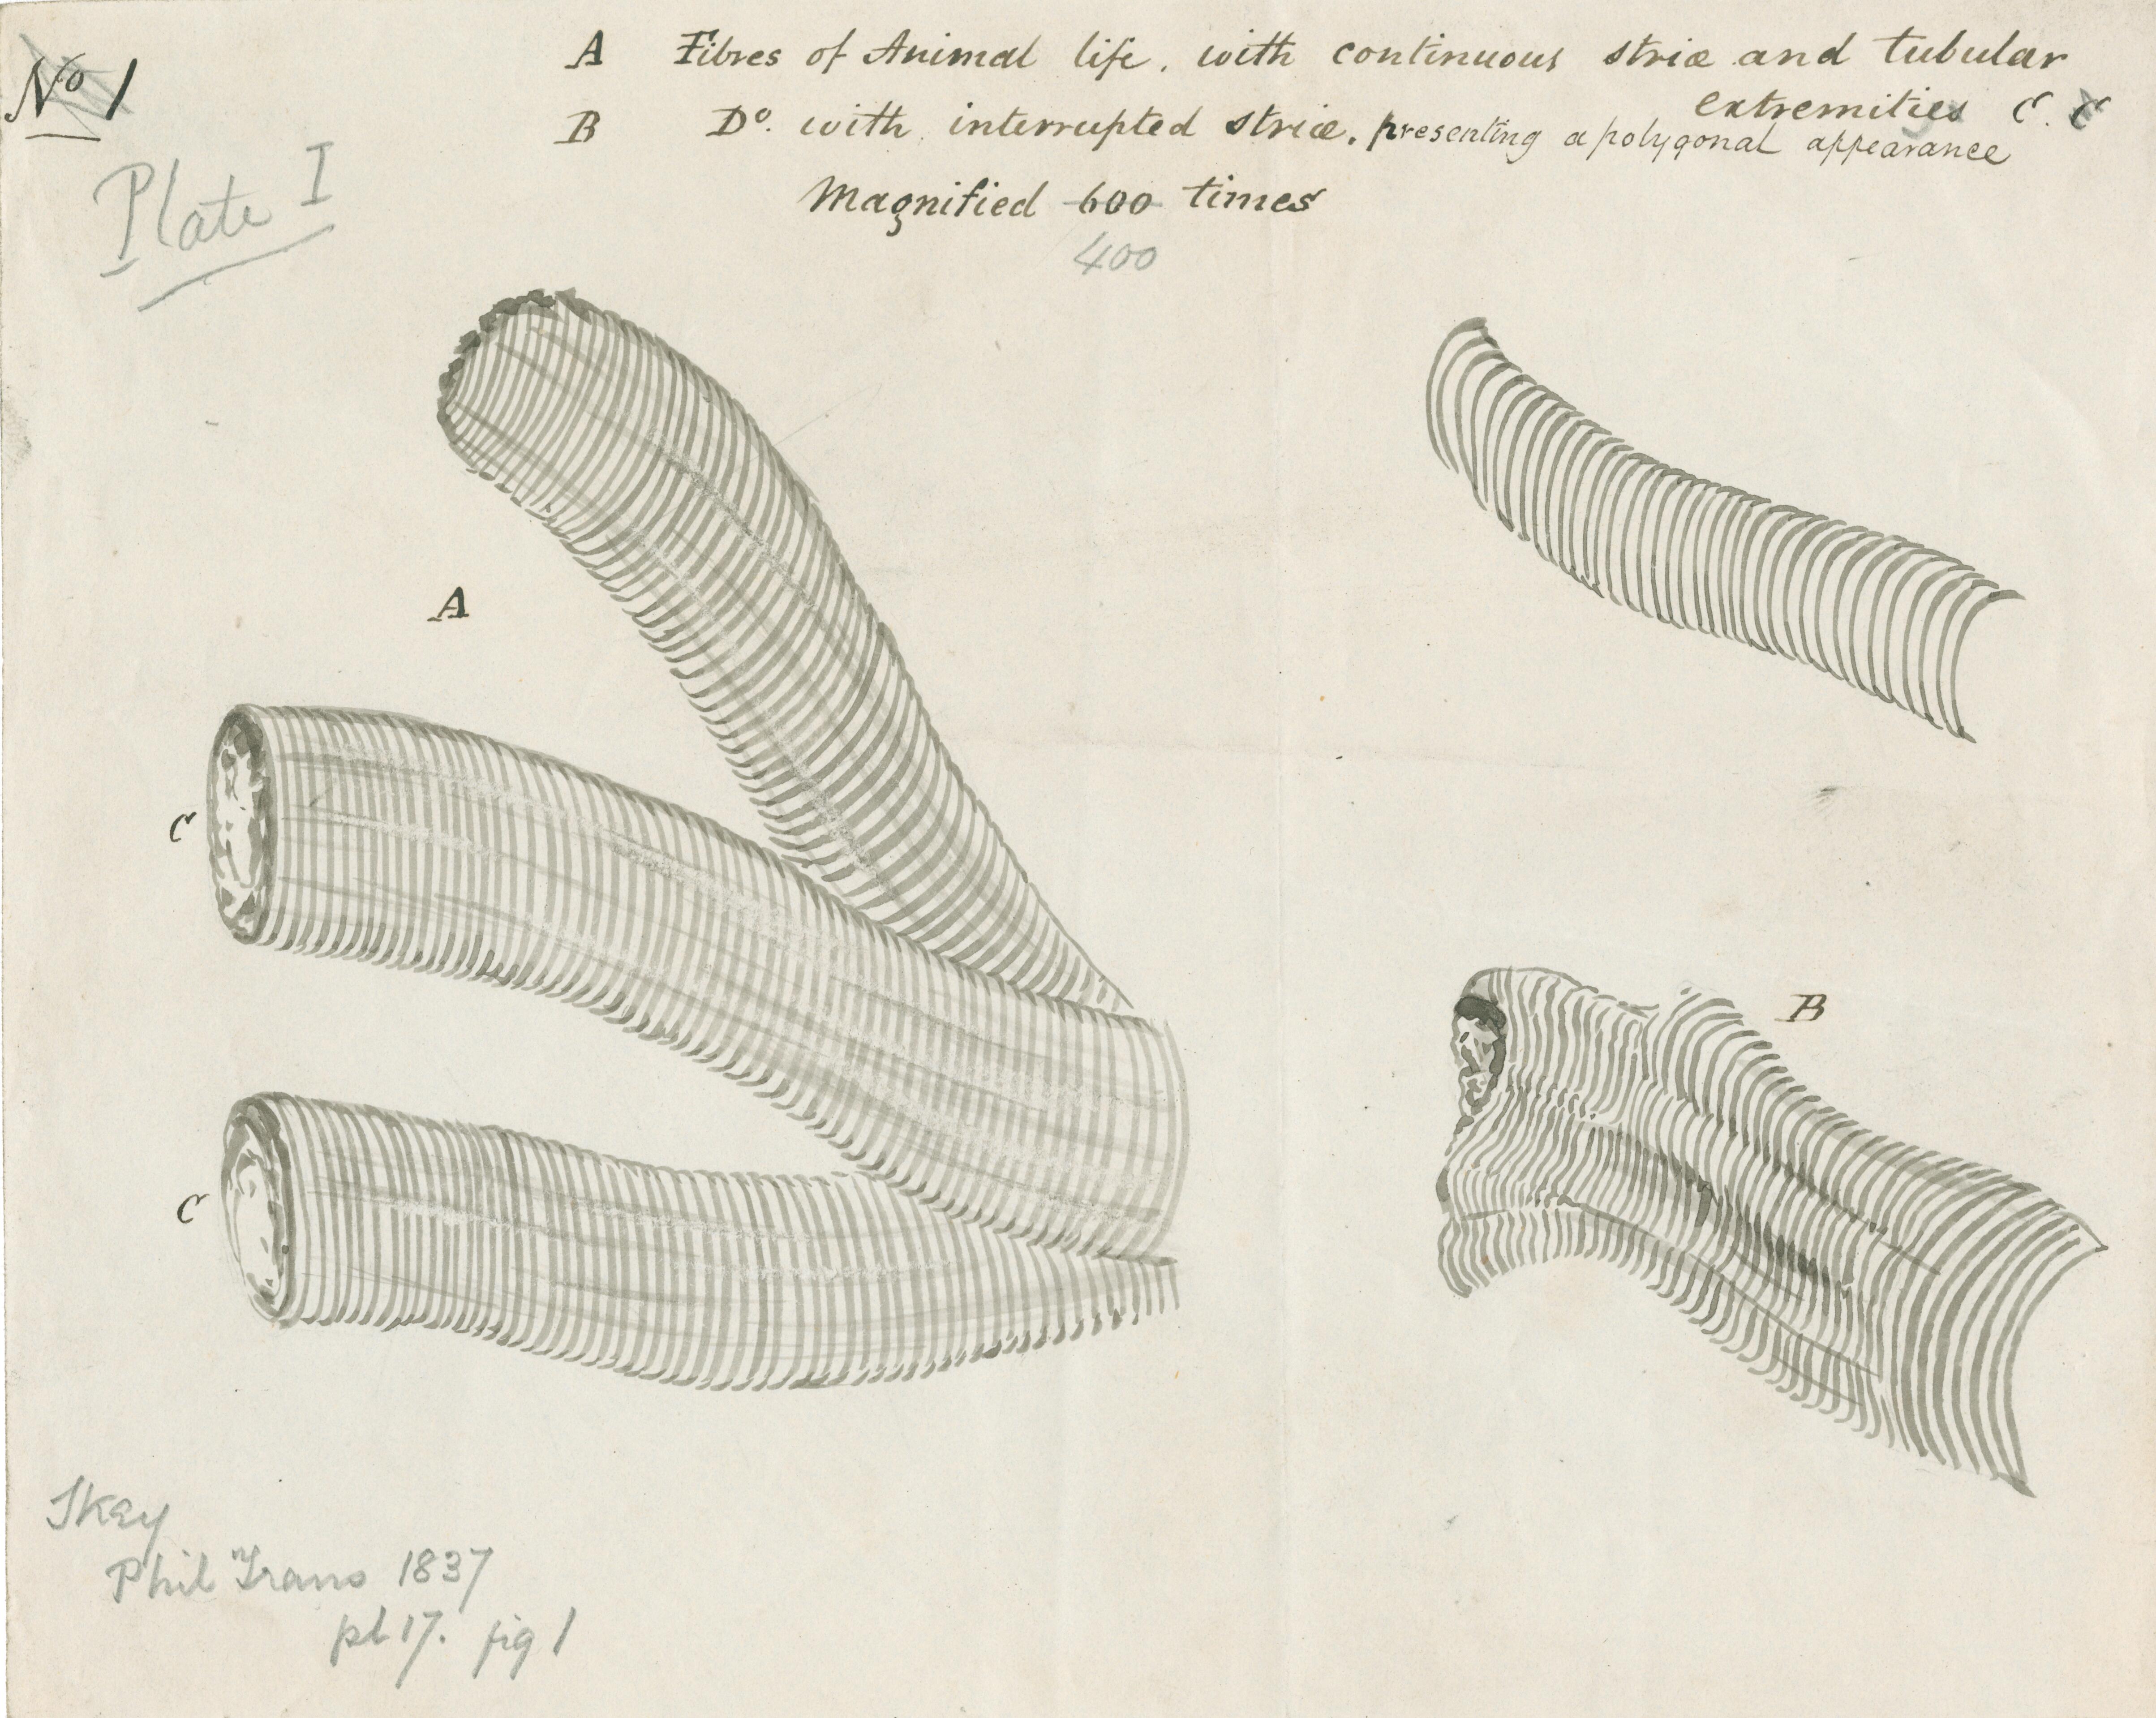 No 1
Plate I
A Fibres of Animal life. with continuous striæ and tubular
extremities C. C
B Do. with interrupted striæ. presenting a polygonal appearance
Magnified 600 times
400
A
C
C
B
Skey
Phil Trans 1837
pl 17. fig 1